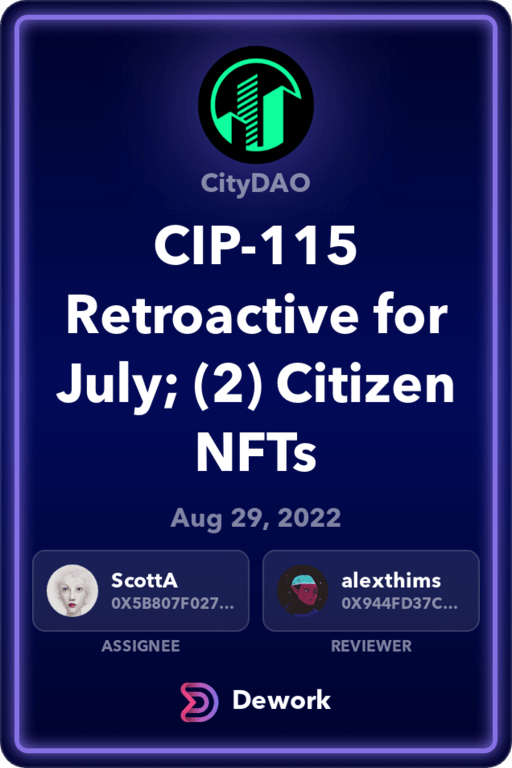 CityDAO
CIP-115
Retroactive for
July; (2) Citizen
NFTs
Aug 29, 2022
ScottA
0X5B807F027...
alexthims
0X944FD37C...
ASSIGNEE
REVIEWER
Dework